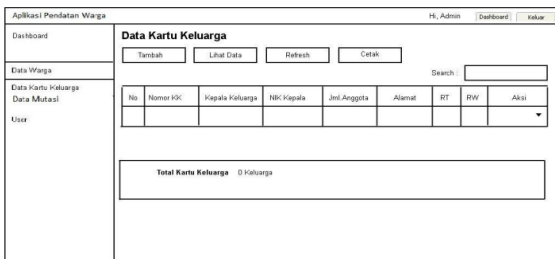 Aplikasi Pendatan Warga
Hi, Admin
Dashboard
Keluar
Dashboard
Data Warga
Data Kartu Keluarga
Data Mutasi
User
Data Kartu Keluarga
Tambah
Lihat Data
Refresh
Cetak
Search :
No Nomor KK Kepala Keluarga NIK Kepala Jml.Anggota Alamat RT RW Aksi
Total Kartu Keluarga 0 Keluarga